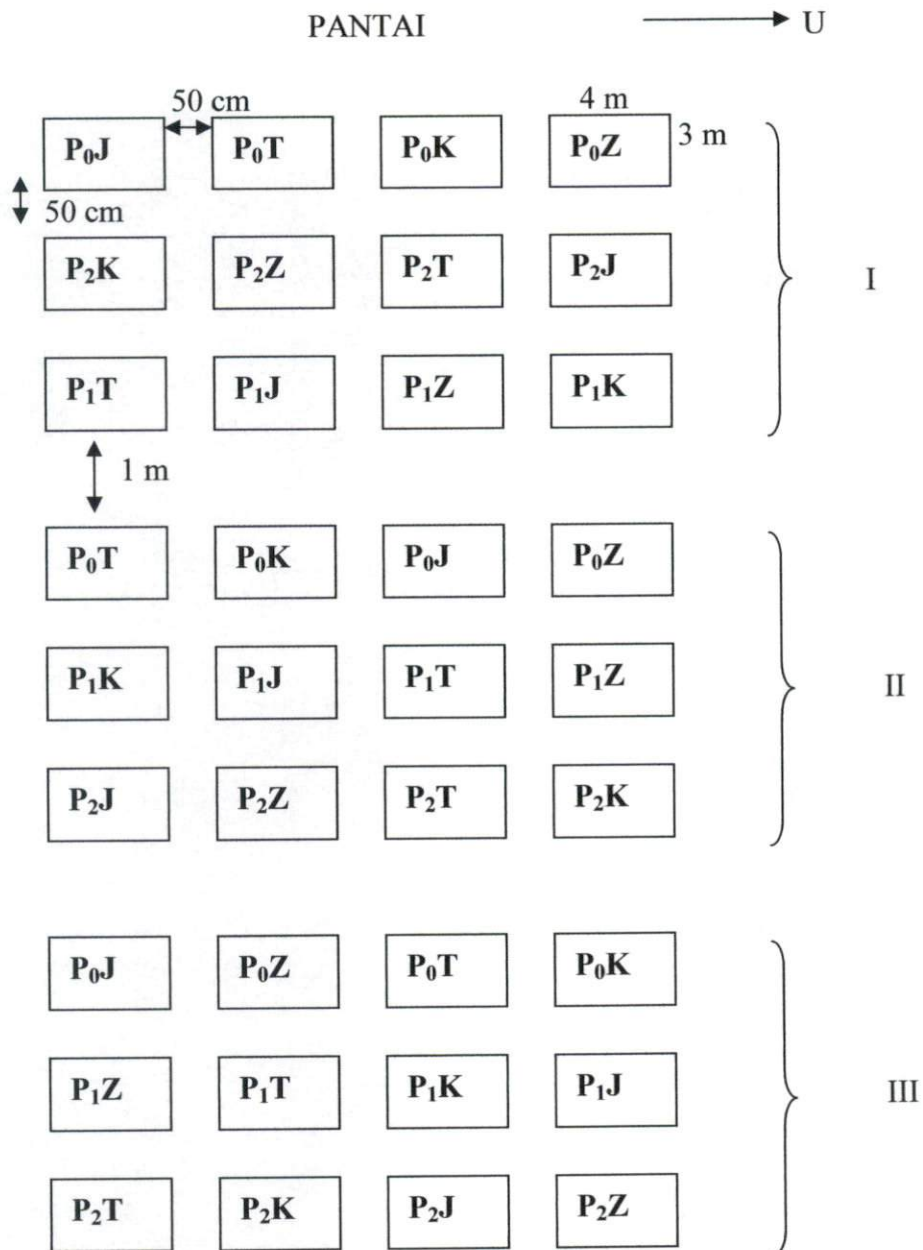 PANTAI U
50 cm 4 m
P₀J P₀T P₀K P₀Z 3 m
50 cm
P₂K P₂Z P₂T P₂J I
P₁T P₁J P₁Z P₁K
1 m
P₀T P₀K P₀J P₀Z
P₁K P₁J P₁T P₁Z II
P₂J P₂Z P₂T P₂K
P₀J P₀Z P₀T P₀K
P₁Z P₁T P₁K P₁J III
P₂T P₂K P₂J P₂Z